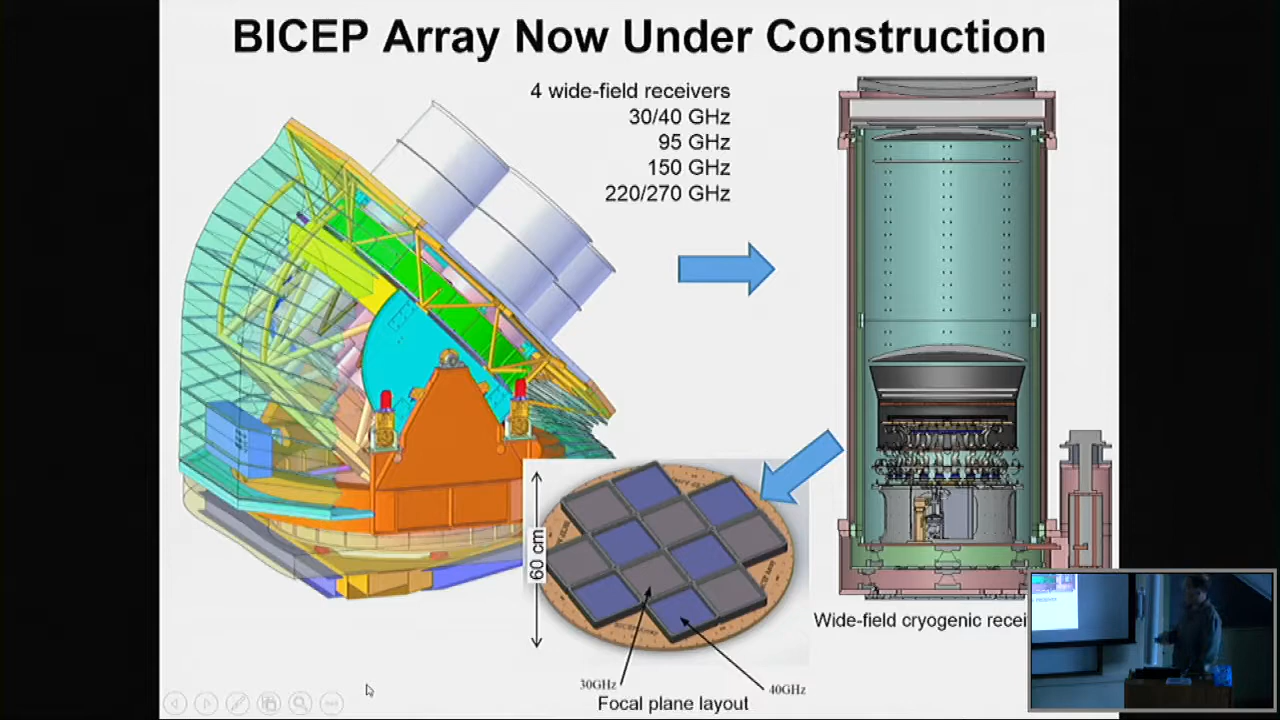 BICEP Array Now Under Construction
4 wide-field receivers
30/40 GHz
95 GHz
150 GHz
220/270 GHz
60 cm
30GHz
40GHz
Focal plane layout
Wide-field cryogenic recei